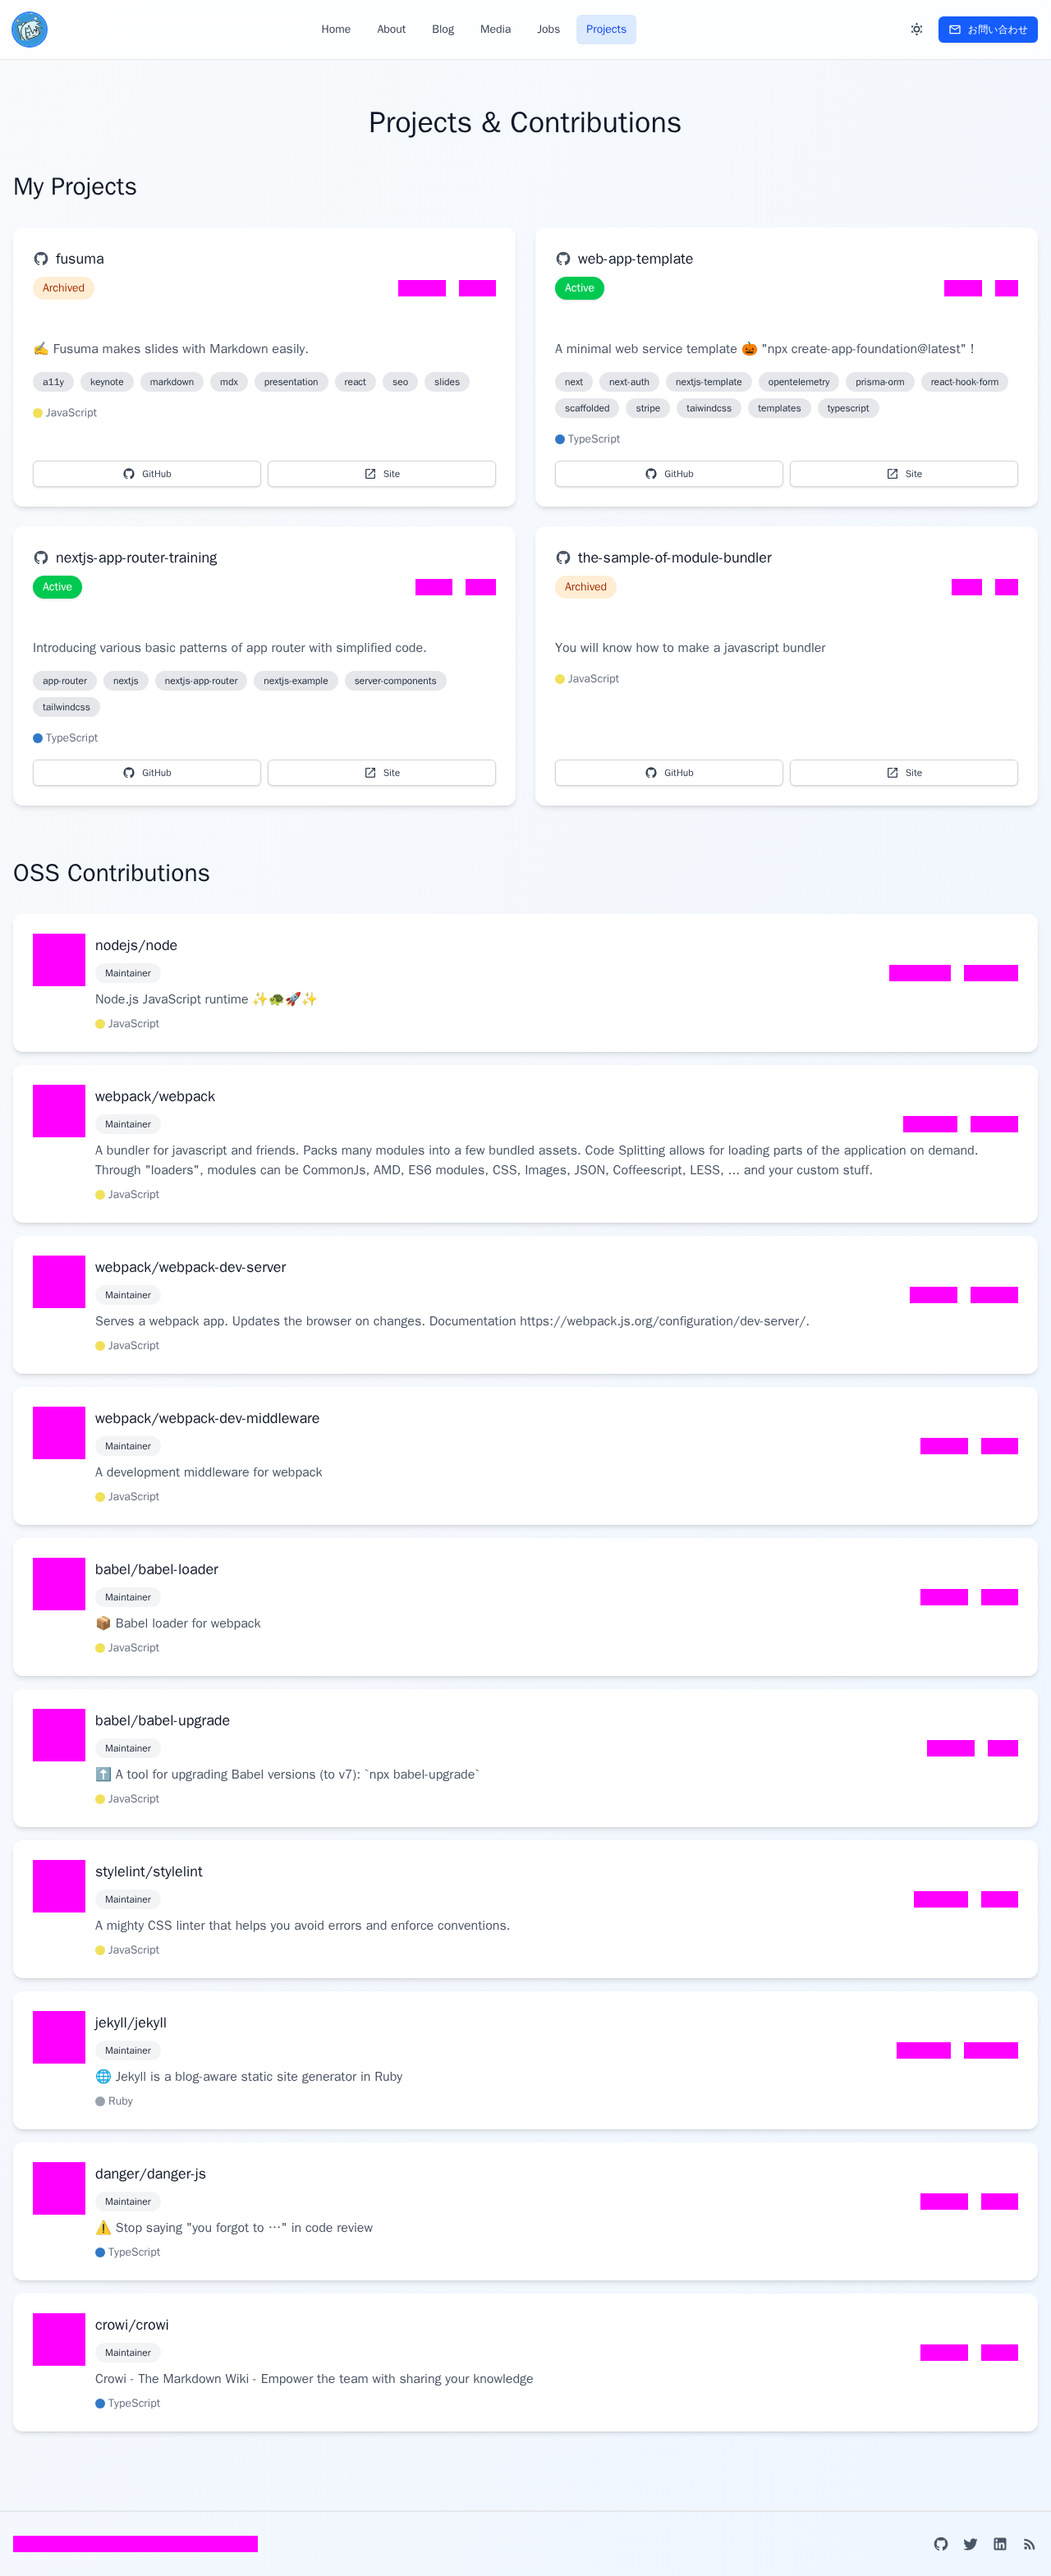 Home About Blog Media Jobs Projects お問い合わせ
Projects & Contributions
My Projects
fusuma
Archived
✍️ Fusuma makes slides with Markdown easily.
a11y keynote markdown mdx presentation react seo slides
JavaScript
GitHub Site
web-app-template
Active
A minimal web service template 🎃 "npx create-app-foundation@latest" !
next next-auth nextjs-template opentelemetry prisma-orm react-hook-form
scaffolded stripe taiwindcss templates typescript
TypeScript
GitHub Site
nextjs-app-router-training
Active
Introducing various basic patterns of app router with simplified code.
app-router nextjs nextjs-app-router nextjs-example server-components
tailwindcss
TypeScript
GitHub Site
the-sample-of-module-bundler
Archived
You will know how to make a javascript bundler
JavaScript
GitHub Site
OSS Contributions
nodejs/node
Maintainer
Node.js JavaScript runtime ✨🐢🚀✨
JavaScript
webpack/webpack
Maintainer
A bundler for javascript and friends. Packs many modules into a few bundled assets. Code Splitting allows for loading parts of the application on demand.
Through "loaders", modules can be CommonJs, AMD, ES6 modules, CSS, Images, JSON, Coffeescript, LESS, ... and your custom stuff.
JavaScript
webpack/webpack-dev-server
Maintainer
Serves a webpack app. Updates the browser on changes. Documentation https://webpack.js.org/configuration/dev-server/.
JavaScript
webpack/webpack-dev-middleware
Maintainer
A development middleware for webpack
JavaScript
babel/babel-loader
Maintainer
📦 Babel loader for webpack
JavaScript
babel/babel-upgrade
Maintainer
⬆️ A tool for upgrading Babel versions (to v7): `npx babel-upgrade`
JavaScript
stylelint/stylelint
Maintainer
A mighty CSS linter that helps you avoid errors and enforce conventions.
JavaScript
jekyll/jekyll
Maintainer
🌐 Jekyll is a blog-aware static site generator in Ruby
Ruby
danger/danger-js
Maintainer
⚠️ Stop saying "you forgot to …" in code review
TypeScript
crowi/crowi
Maintainer
Crowi - The Markdown Wiki - Empower the team with sharing your knowledge
TypeScript